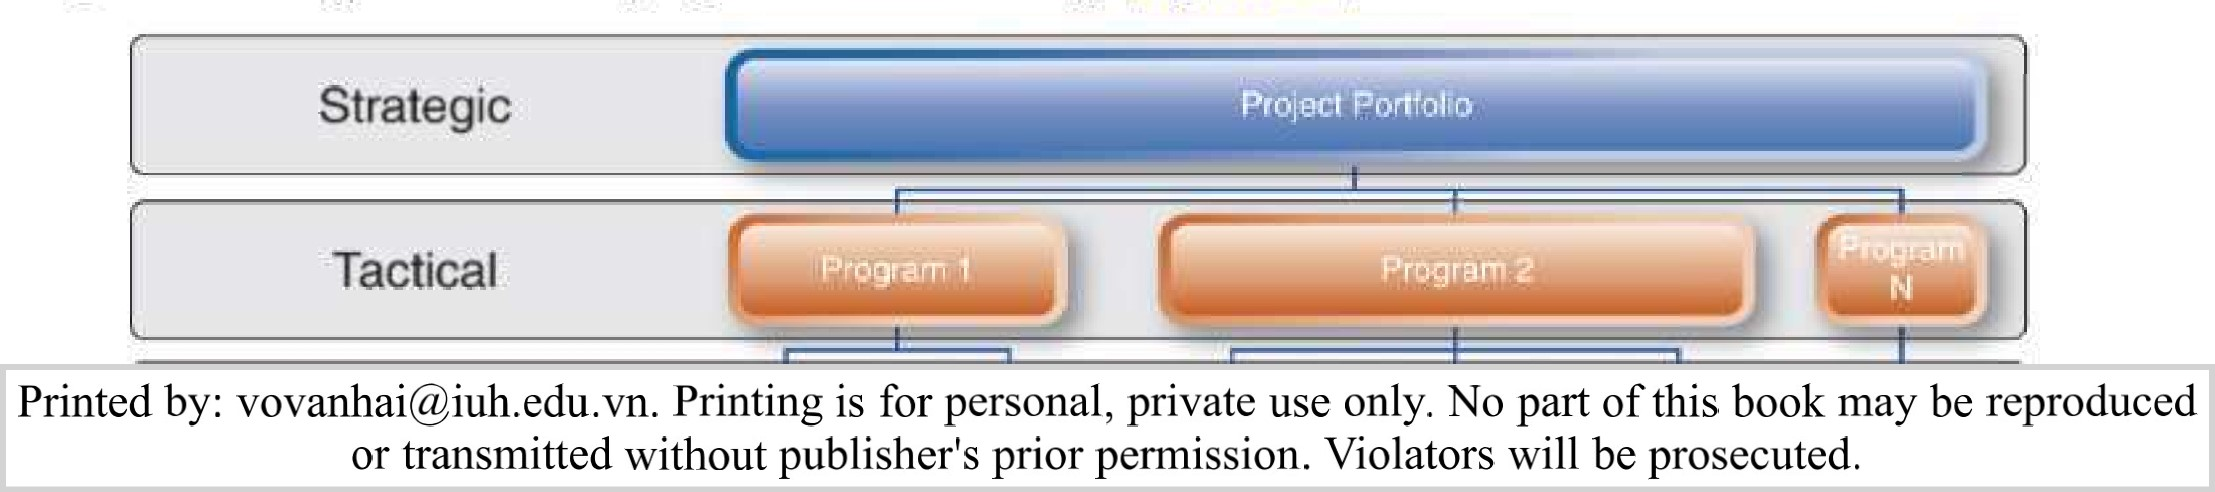 Strategic
Project Portfolio
Tactical
Program 1
Program 2
Program
N
Printed by: vovanhai@iuh.edu.vn. Printing is for personal, private use only. No part of this book may be reproduced
or transmitted without publisher's prior permission. Violators will be prosecuted.